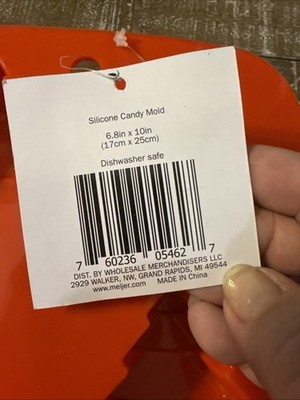 Silicone Candy Mold
6.8in x 10in
(17cm x 25cm)
Dishwasher safe
7 60236 05462 7
DIST. BY WHOLESALE MERCHANDISERS LLC
2929 WALKER, NW, GRAND RAPIDS, MI 49544
www.meijer.com MADE IN China